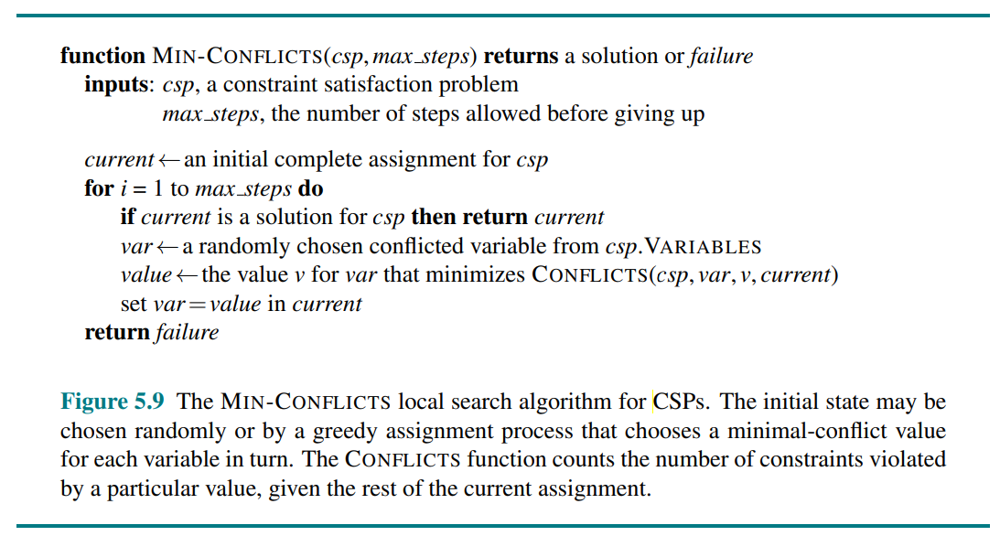 function MIN-CONFLICTS(csp, max_steps) returns a solution or failure
inputs: csp, a constraint satisfaction problem
max_steps, the number of steps allowed before giving up
current ← an initial complete assignment for csp
for i = 1 to max_steps do
if current is a solution for csp then return current
var ← a randomly chosen conflicted variable from csp.VARIABLES
value ← the value v for var that minimizes CONFLICTS(csp, var, v, current)
set var = value in current
return failure
Figure 5.9 The MIN-CONFLICTS local search algorithm for CSPs. The initial state may be
chosen randomly or by a greedy assignment process that chooses a minimal-conflict value
for each variable in turn. The CONFLICTS function counts the number of constraints violated
by a particular value, given the rest of the current assignment.